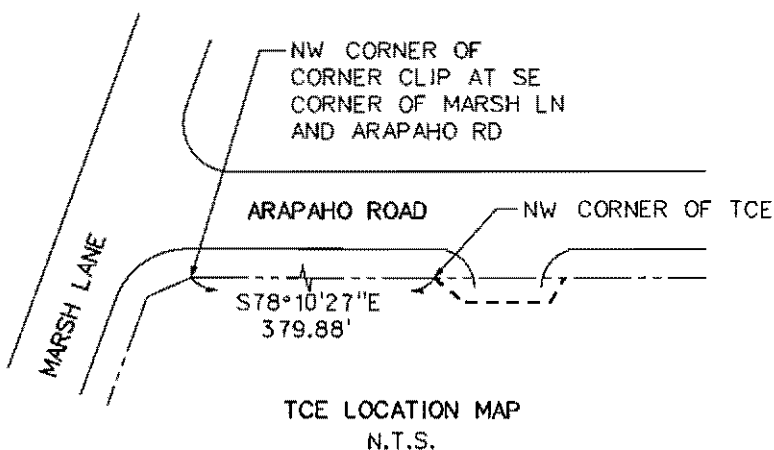 NW CORNER OF
CORNER CLIP AT SE
CORNER OF MARSH LN
AND ARAPAHO RD
ARAPAHO ROAD
NW CORNER OF TCE
MARSH LANE
S78°10'27"E
379.88'
TCE LOCATION MAP
N.T.S.